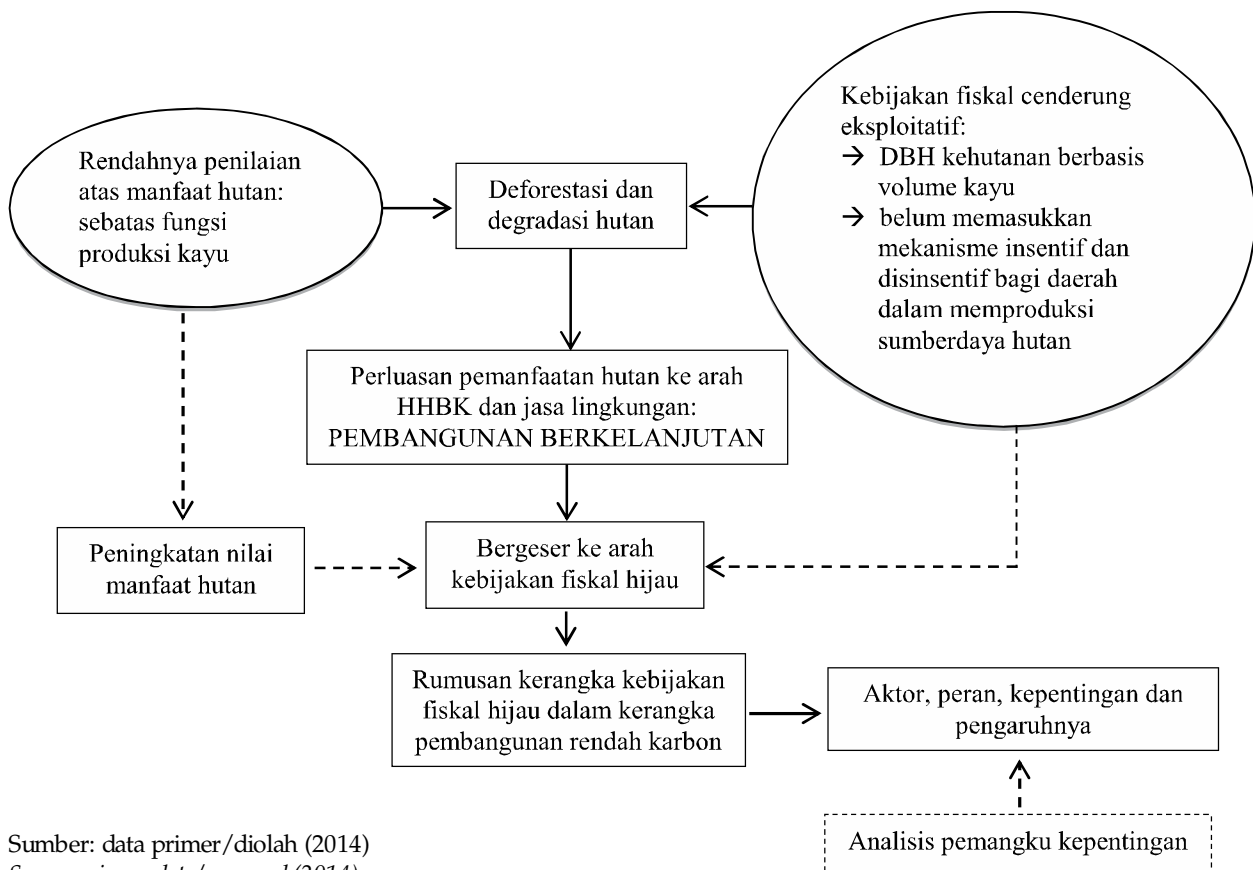 Rendahnya penilaian
atas manfaat hutan:
sebatas fungsi
produksi kayu
Deforestasi dan
degradasi hutan
Kebijakan fiskal cenderung
eksploitatif:
→ DBH kehutanan berbasis
volume kayu
→ belum memasukkan
mekanisme insentif dan
disinsentif bagi daerah
dalam memproduksi
sumberdaya hutan
Perluasan pemanfaatan hutan ke arah
HHBK dan jasa lingkungan:
PEMBANGUNAN BERKELANJUTAN
Peningkatan nilai
manfaat hutan
Bergeser ke arah
kebijakan fiskal hijau
Rumusan kerangka kebijakan
fiskal hijau dalam kerangka
pembangunan rendah karbon
Aktor, peran, kepentingan dan
pengaruhnya
Analisis pemangku kepentingan
Sumber: data primer/diolah (2014)